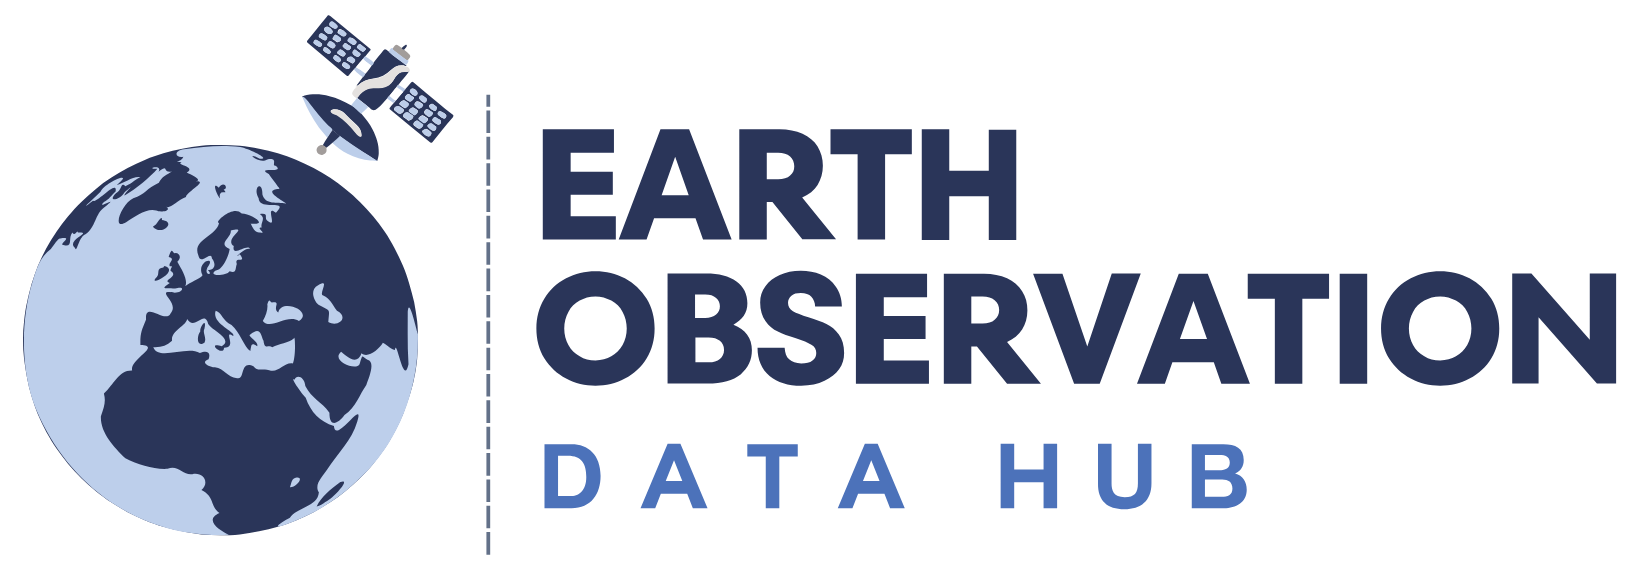 EARTH
OBSERVATION
DATA HUB